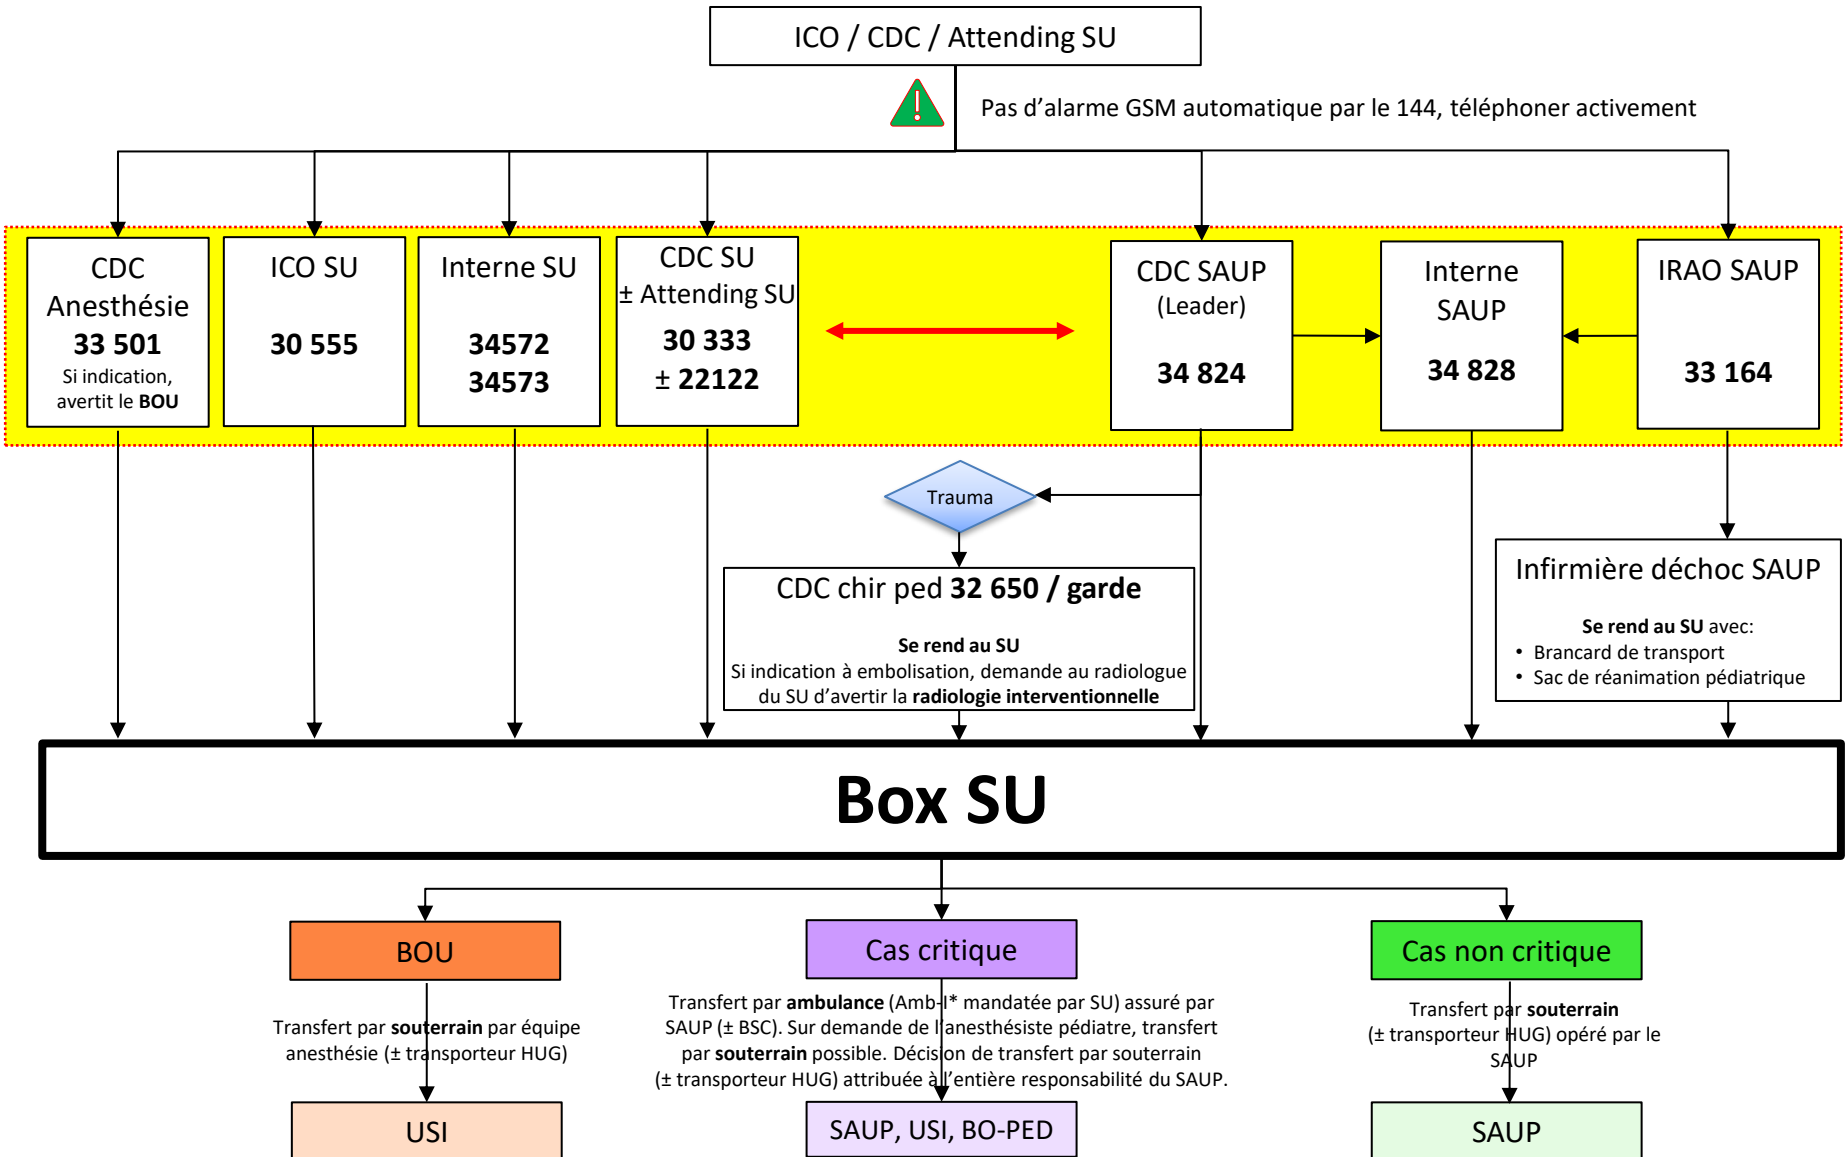 ICO / CDC / Attending SU
Pas d’alarme GSM automatique par le 144, téléphoner activement
CDC
Anesthésie
33 501
Si indication,
avertit le BOU
ICO SU
30 555
Interne SU
34572
34573
CDC SU
± Attending SU
30 333
± 22122
CDC SAUP
(Leader)
34 824
Interne
SAUP
34 828
IRAO SAUP
33 164
Trauma
CDC chir ped 32 650 / garde
Se rend au SU
Si indication à embolisation, demande au radiologue
du SU d’avertir la radiologie interventionnelle
Infirmière déchoc SAUP
Se rend au SU avec:
• Brancard de transport
• Sac de réanimation pédiatrique
Box SU
BOU
Transfert par souterrain par équipe
anesthésie (± transporteur HUG)
USI
Cas critique
Transfert par ambulance (Amb-I* mandatée par SU) assuré par
SAUP (± BSC). Sur demande de l’anesthésiste pédiatre, transfert
par souterrain possible. Décision de transfert par souterrain
(± transporteur HUG) attribuée à l’entière responsabilité du SAUP.
SAUP, USI, BO-PED
Cas non critique
Transfert par souterrain
(± transporteur HUG) opéré par le
SAUP
SAUP